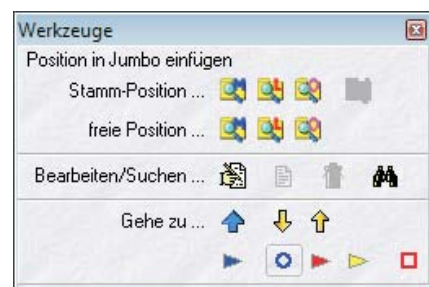 Werkzeuge
Position in Jumbo einfügen
Stamm-Position ...
freie Position ...
Bearbeiten/Suchen ...
Gehe zu ...